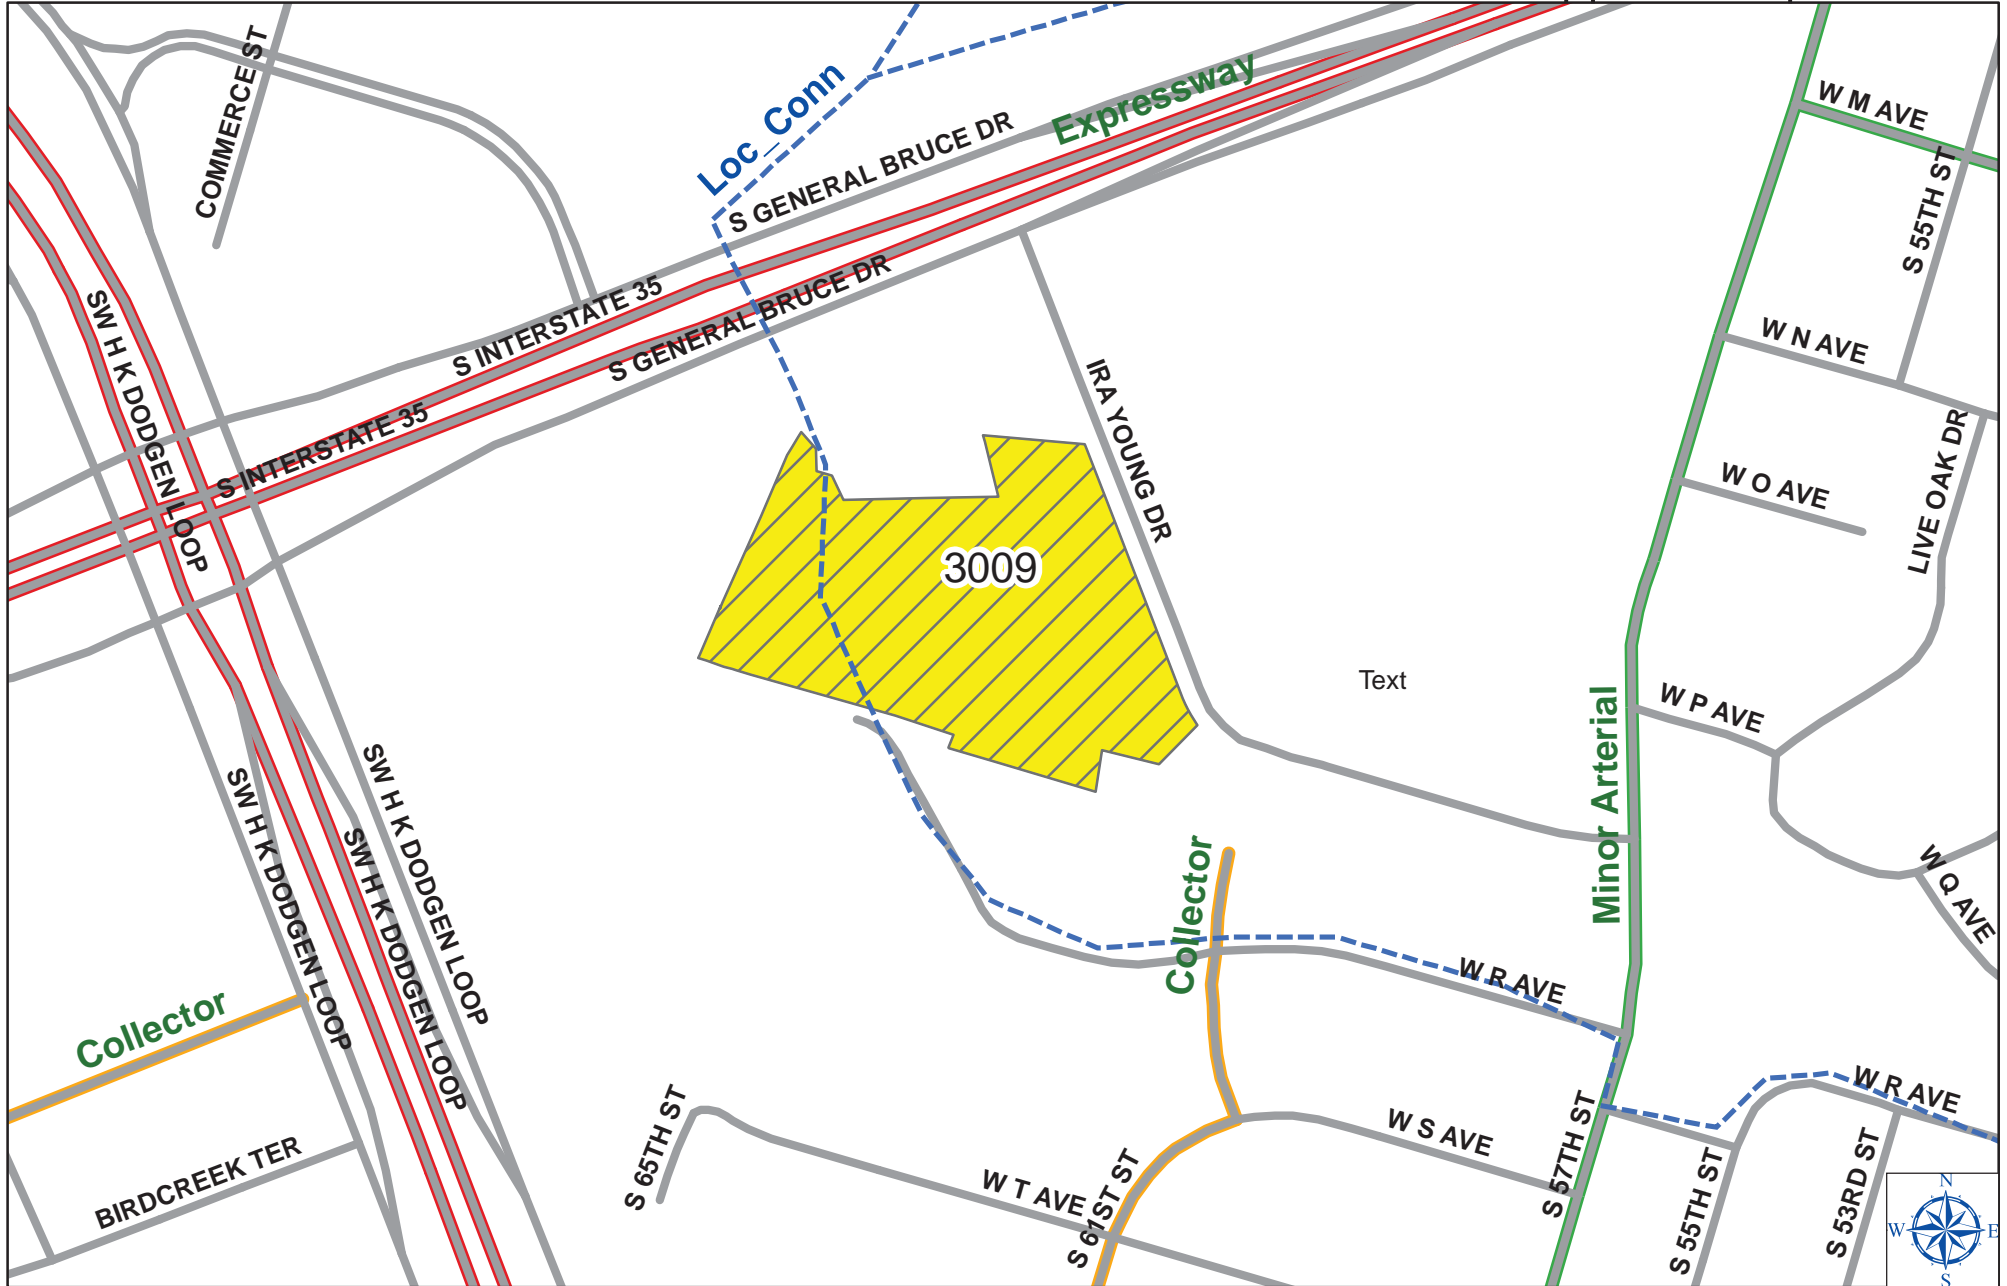 COMMERCE ST
Loc_Conn
S GENERAL BRUCE DR
Expressway
W M AVE
S 55TH ST
S INTERSTATE 35
S GENERAL BRUCE DR
SW H K DODGEN LOOP
S INTERSTATE 35
IRA YOUNG DR
W N AVE
W O AVE
LIVE OAK DR
3009
Text
W P AVE
Minor Arterial
SW H K DODGEN LOOP
SW H K DODGEN LOOP
SW H K DODGEN LOOP
Collector
W Q AVE
W R AVE
Collector
W R AVE
S 65TH ST
W S AVE
S 57TH ST
BIRDCREEK TER
W T AVE
S 61ST ST
S 55TH ST
S 53RD ST
N
W
E
S